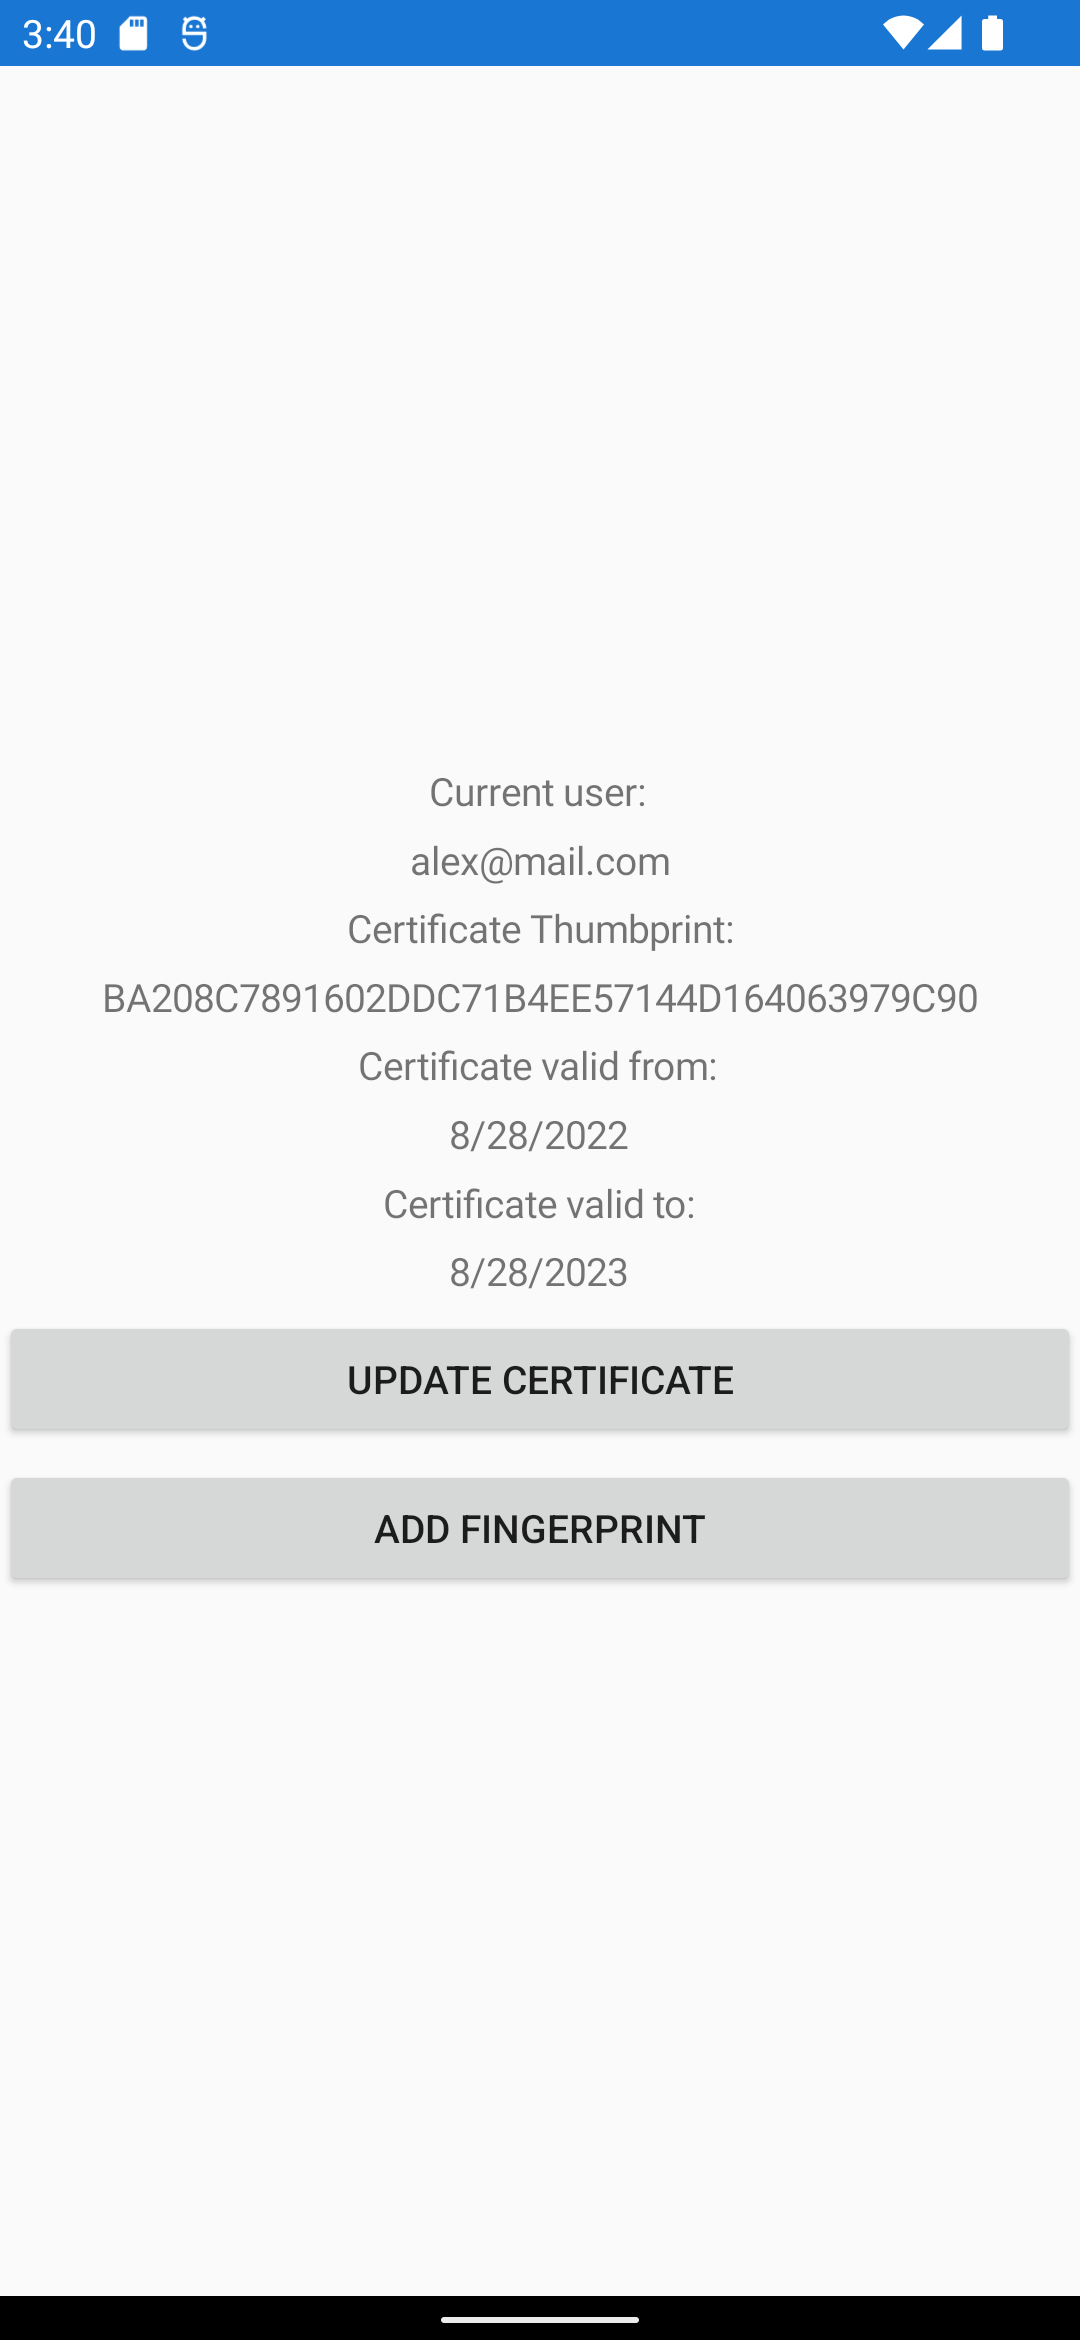 3:40
Current user:
alex@mail.com
Certificate Thumbprint:
BA208C7891602DDC71B4EE57144D164063979C90
Certificate valid from:
8/28/2022
Certificate valid to:
8/28/2023
UPDATE CERTIFICATE
ADD FINGERPRINT